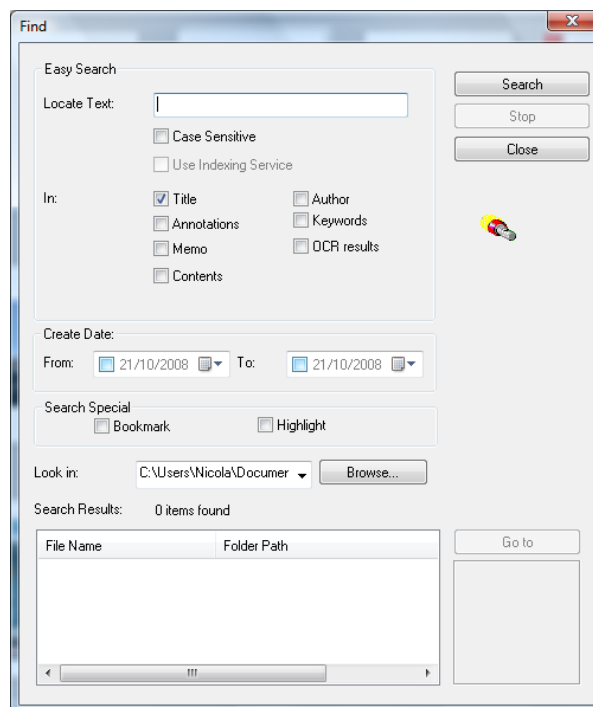 Find
Easy Search
Locate Text:
Case Sensitive
Use Indexing Service
In:
Title
Author
Annotations
Keywords
Memo
OCR results
Contents
Search
Stop
Close
Create Date:
From: 21/10/2008 To: 21/10/2008
Search Special
Bookmark Highlight
Look in: C:\Users\Nicola\Documer Browse...
Search Results: 0 items found
File Name Folder Path
Go to